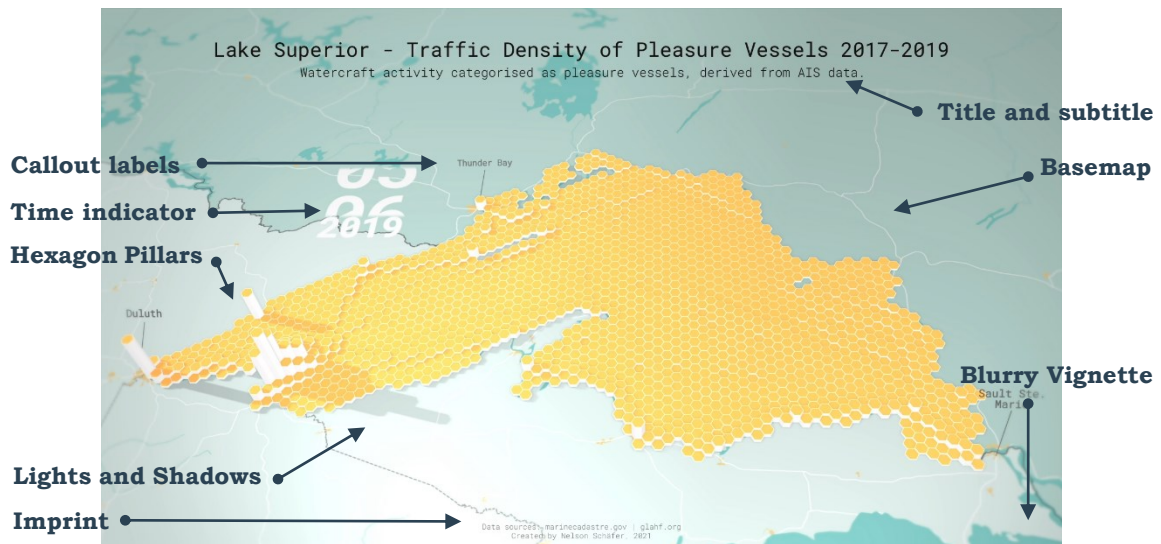 Lake Superior - Traffic Density of Pleasure Vessels 2017-2019
Watercraft activity categorised as pleasure vessels, derived from AIS data.
Title and subtitle
Callout labels
Thunder Bay
Basemap
05
Time indicator
06
2019
Hexagon Pillars
Duluth
Blurry Vignette
Sault Ste.
Marie
Lights and Shadows
Imprint
Data sources: marinecadastre.gov | glahf.org
Created by Nelson Schäfer, 2021